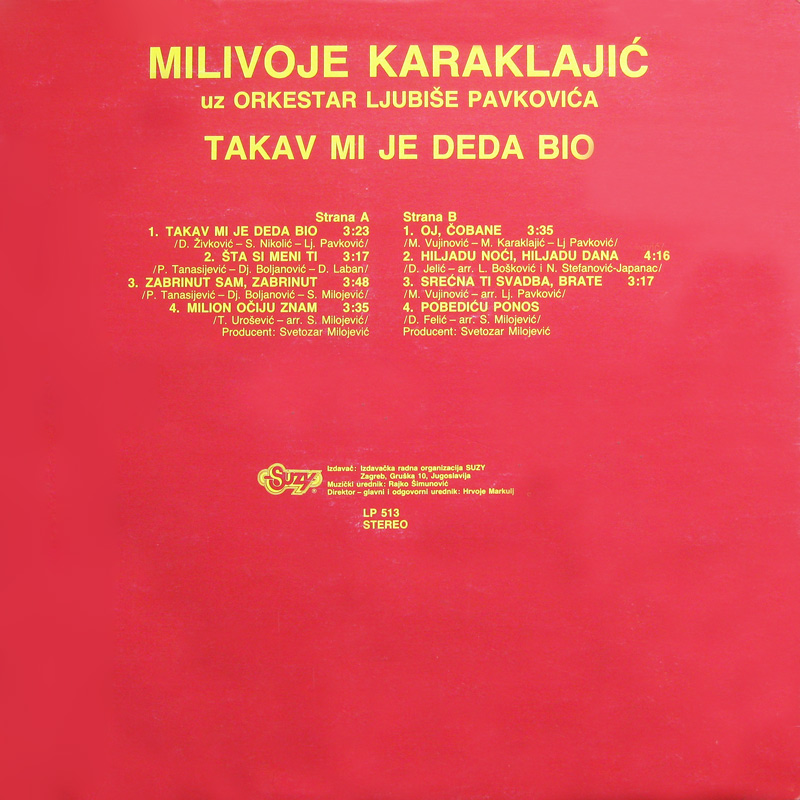 MILIVOJE KARAKLAJIĆ
uz ORKESTAR LJUBIŠE PAVKOVIĆA
TAKAV MI JE DEDA BIO
Strana A
1. TAKAV MI JE DEDA BIO 3:23
/D. Živković – S. Nikolić – Lj. Pavković/
2. ŠTA SI MENI TI 3:17
/P. Tanasijević – Dj. Boljanović – D. Laban/
3. ZABRINUT SAM, ZABRINUT 3:48
/P. Tanasijević – Dj. Boljanović – S. Milojević/
4. MILION OČIJU ZNAM 3:35
/T. Urošević – arr. S. Milojević/
Producent: Svetozar Milojević
Strana B
1. OJ, ČOBANE 3:35
/M. Vujinović – M. Karaklajić – Lj Pavković/
2. HILJADU NOĆI, HILJADU DANA 4:16
/D. Jelić – arr. L. Bošković i N. Stefanović-Japanac/
3. SREĆNA TI SVADBA, BRATE 3:17
/M. Vujinović – arr. Lj. Pavković/
4. POBEDIĆU PONOS
/D. Felić – arr. S. Milojević/
Producent: Svetozar Milojević
SUZY®
Izdavač: Izdavačka radna organizacija SUZY
Zagreb, Gruška 10, Jugoslavija
Muzički urednik: Rajko Šimunović
Direktor – glavni i odgovorni urednik: Hrvoje Markulj
LP 513
STEREO